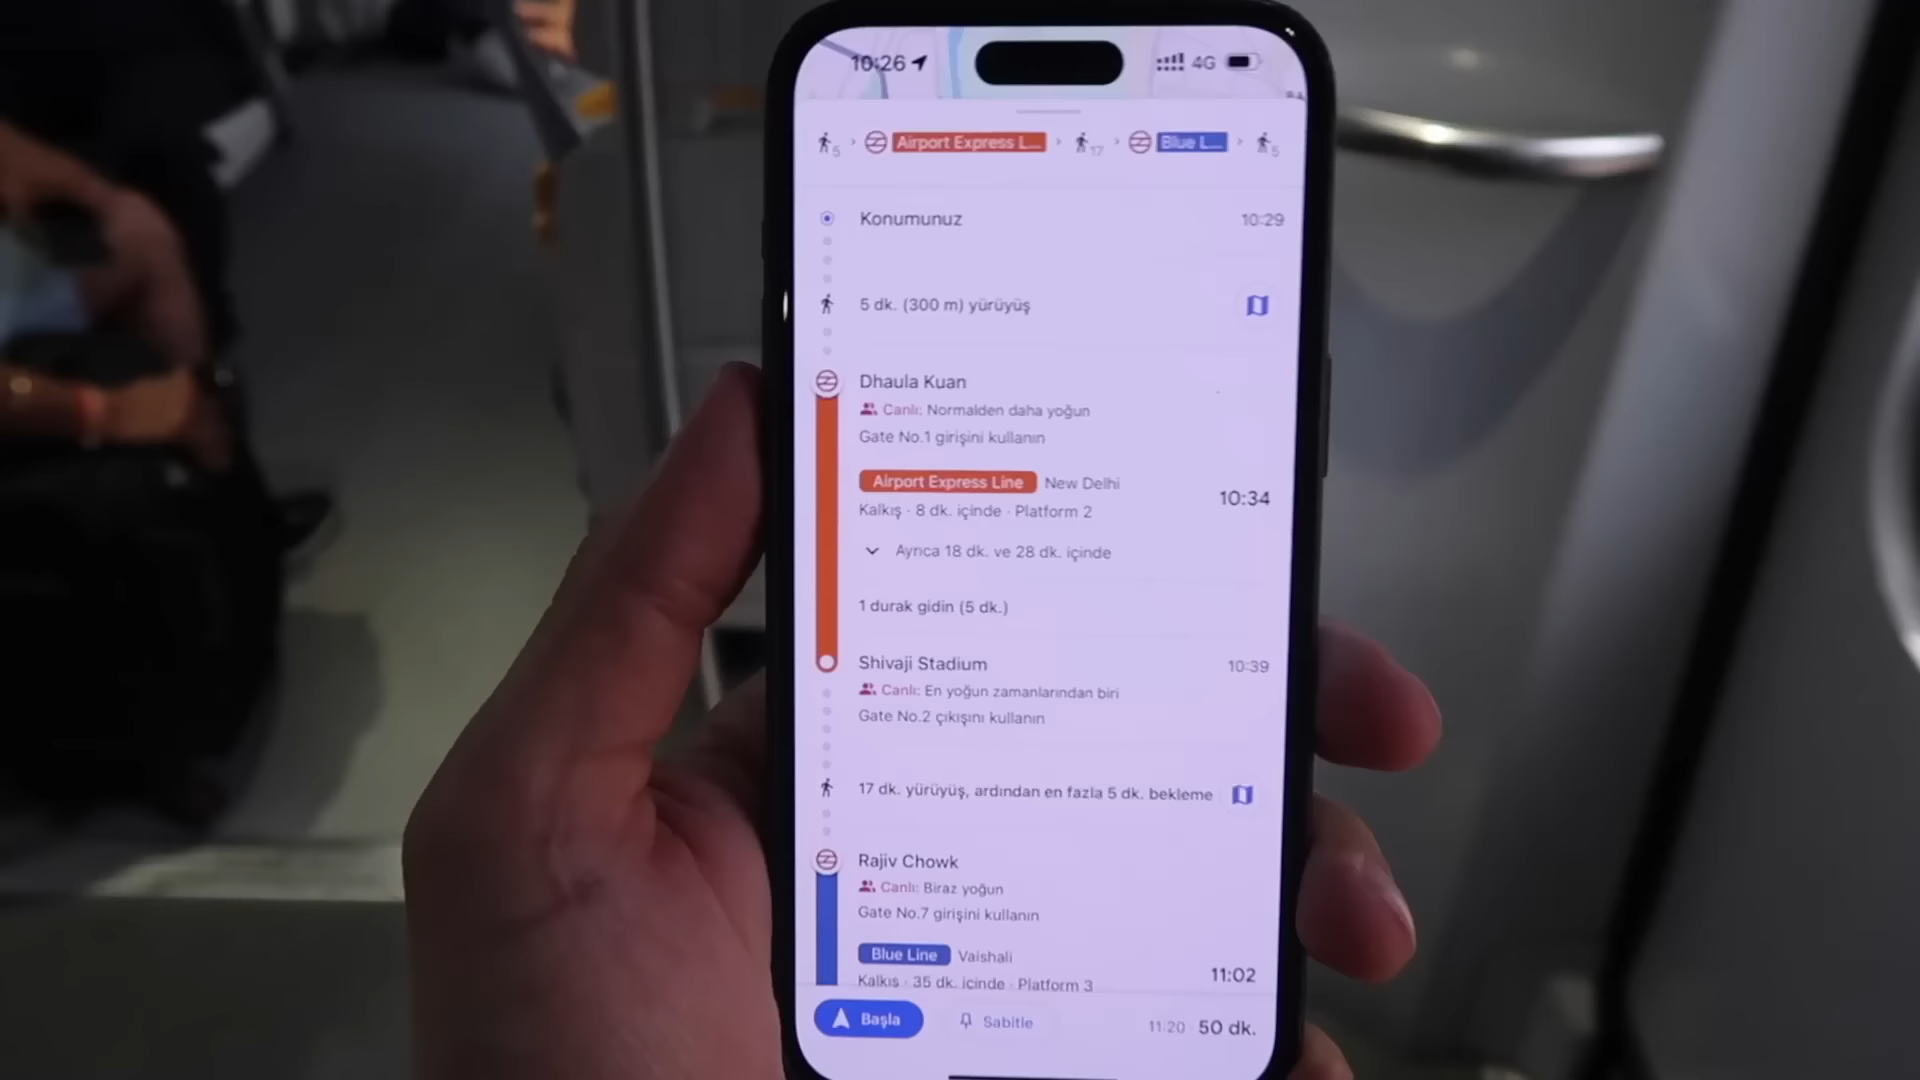 10:26 4G
5 Airport Express L... 17 Blue L... 5
Konumunuz 10:29
5 dk. (300 m) yürüyüş
Dhaula Kuan
Canlı: Normalden daha yoğun
Gate No.1 girişini kullanın
Airport Express Line New Delhi
10:34
Kalkış · 8 dk. içinde · Platform 2
Ayrıca 18 dk. ve 28 dk. içinde
1 durak gidin (5 dk.)
Shivaji Stadium 10:39
Canlı: En yoğun zamanlarından biri
Gate No.2 çıkışını kullanın
17 dk. yürüyüş, ardından en fazla 5 dk. bekleme
Rajiv Chowk
Canlı: Biraz yoğun
Gate No.7 girişini kullanın
Blue Line Vaishali
11:02
Kalkış · 35 dk. içinde · Platform 3
Başla Sabitle 11:20 50 dk.